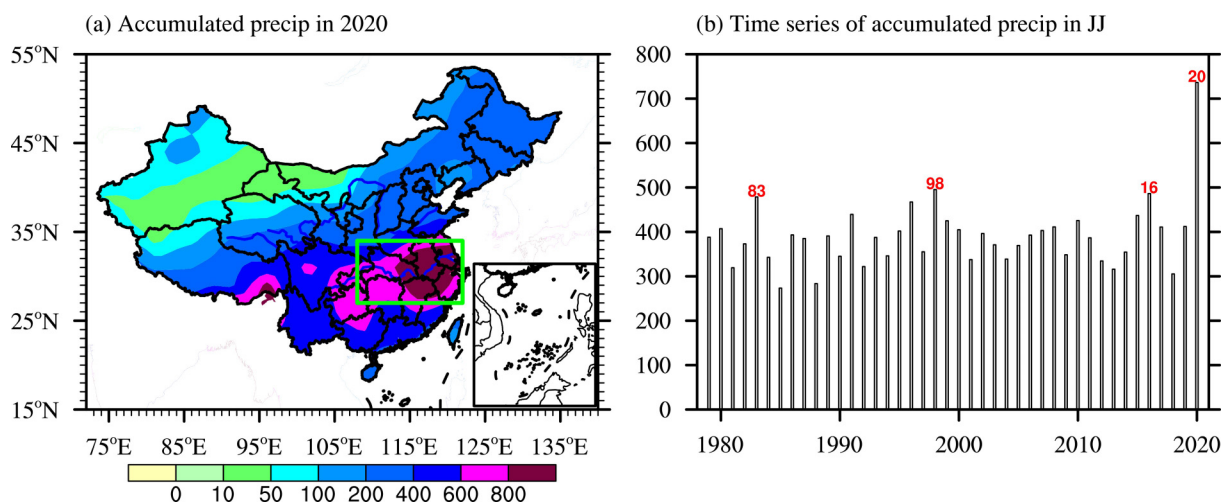 (a) Accumulated precip in 2020
55°N
45°N
35°N
25°N
15°N
75°E 85°E 95°E 105°E 115°E 125°E 135°E
0 10 50 100 200 400 600 800
(b) Time series of accumulated precip in JJ
800
700
600
500
400
300
200
100
0
83 98 16 20
1980 1990 2000 2010 2020